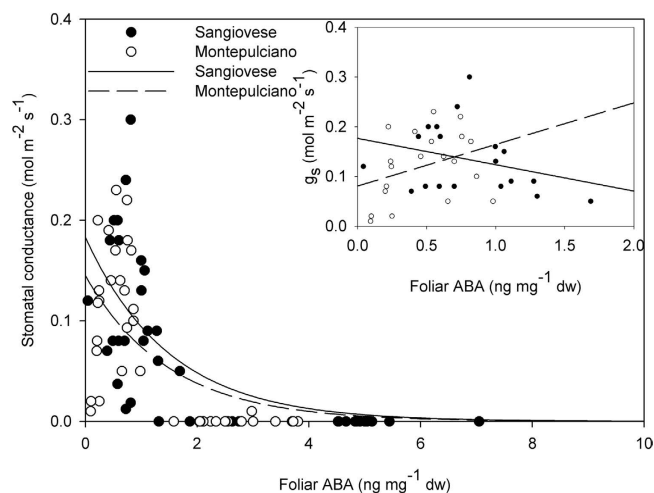 0.4
0.3
0.2
0.1
0.0
Stomatal conductance (mol m⁻² s⁻¹)
0
2
4
6
8
10
Foliar ABA (ng mg⁻¹ dw)
Sangiovese
Montepulciano
Sangiovese
Montepulciano
0.4
0.3
0.2
0.1
0.0
gₛ (mol m⁻² s⁻¹)
0.0
0.5
1.0
1.5
2.0
Foliar ABA (ng mg⁻¹ dw)